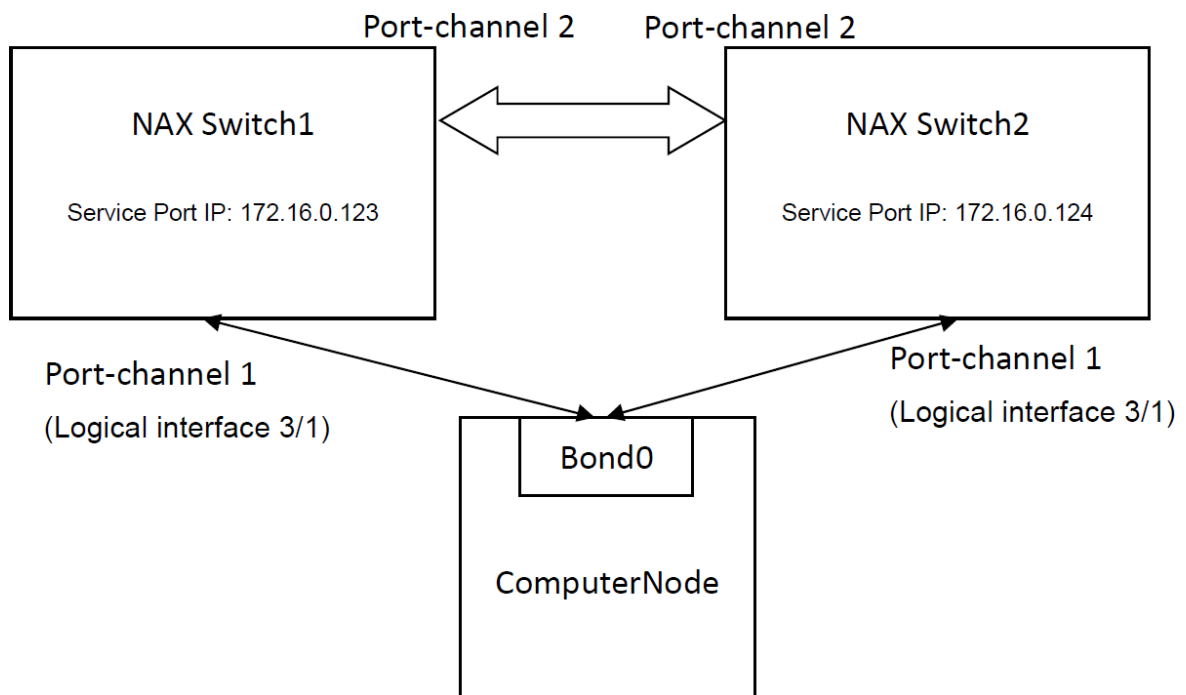 Port-channel 2
Port-channel 2
NAX Switch1
Service Port IP: 172.16.0.123
NAX Switch2
Service Port IP: 172.16.0.124
Port-channel 1
(Logical interface 3/1)
Port-channel 1
(Logical interface 3/1)
Bond0
ComputerNode